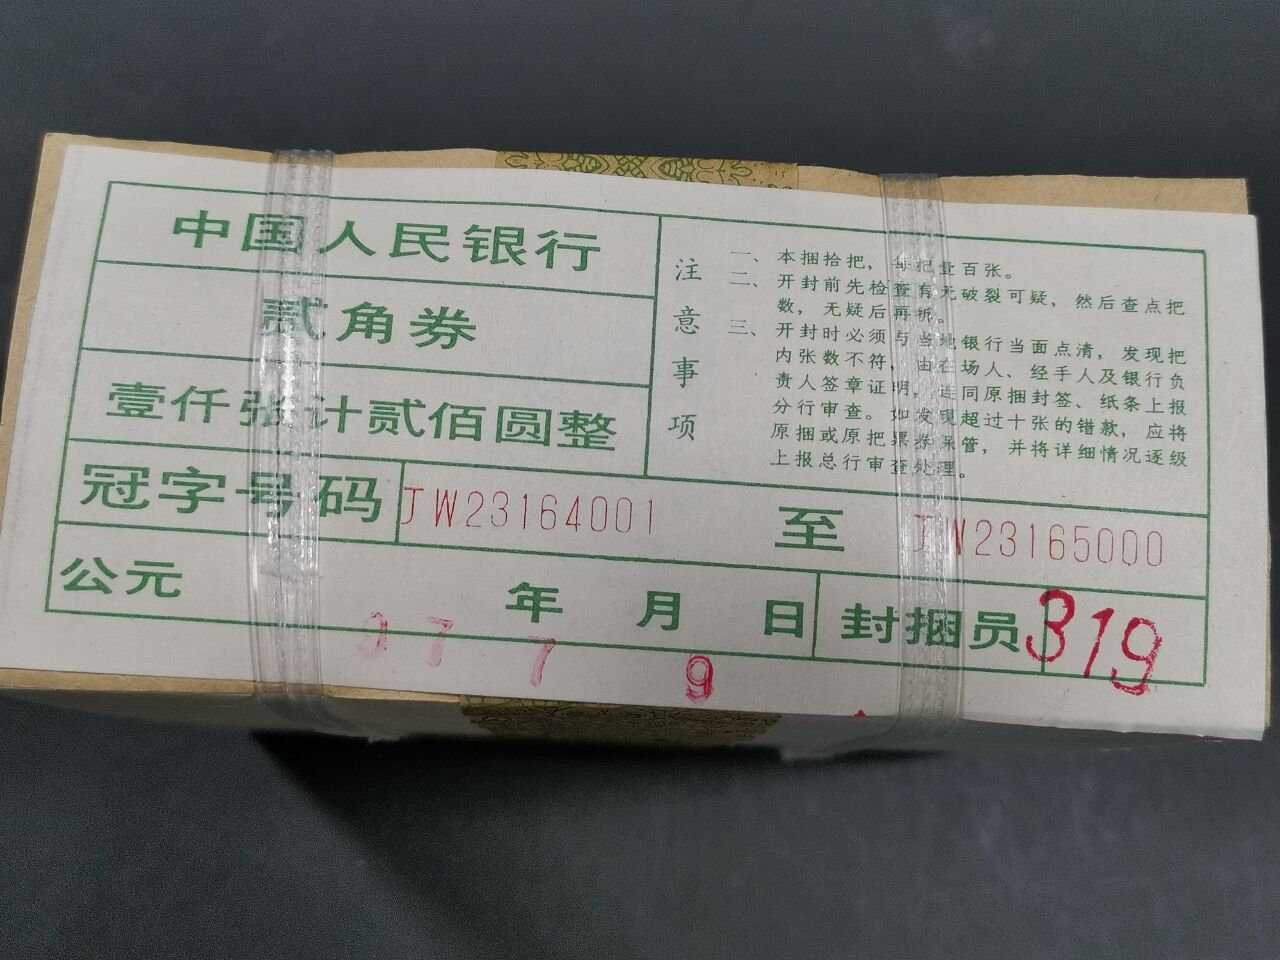 中国人民银行
贰角券
壹仟张计贰佰圆整
冠字号码 JW23164001 至 JW23165000
公元 年 月 日 封捆员 319
97 7 9
注意事项
一、本捆拾把，每把壹百张。
二、开封前先检查有无破裂可疑，然后查点把
数，无疑后再拆。
三、开封时必须与当地银行当面点清，发现把
内张数不符，由在场人、经手人及银行负
责人签章证明，连同原捆封签、纸条上报
分行审查。如发现超过十张的错款，应将
原捆或原把票券保管，并将详细情况逐级
上报总行审查处理。